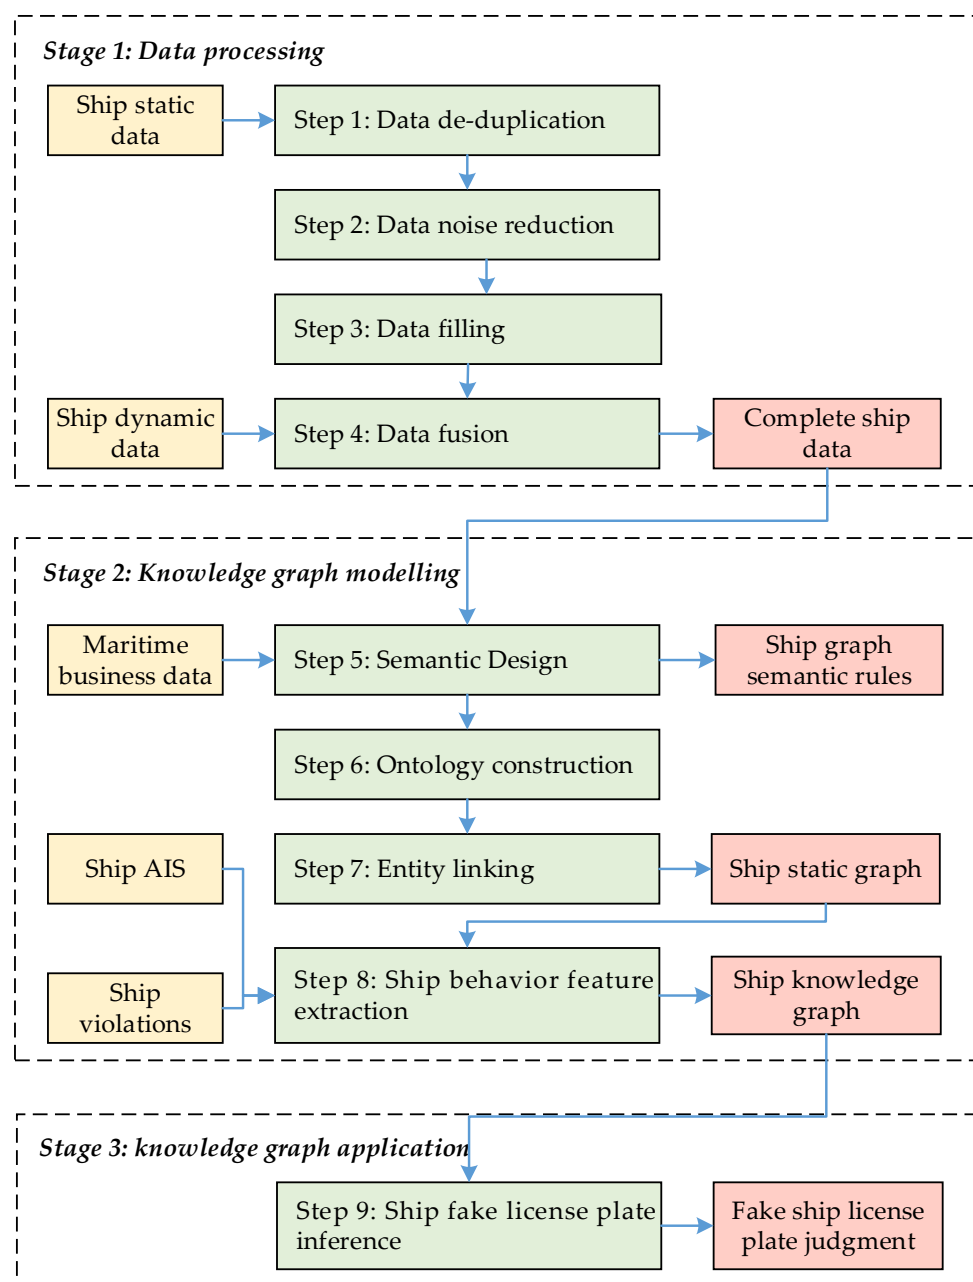 Stage 1: Data processing
Ship static
data
Step 1: Data de-duplication
Step 2: Data noise reduction
Step 3: Data filling
Ship dynamic
data
Step 4: Data fusion
Complete ship
data
Stage 2: Knowledge graph modelling
Maritime
business data
Step 5: Semantic Design
Ship graph
semantic rules
Step 6: Ontology construction
Ship AIS
Step 7: Entity linking
Ship static graph
Ship
violations
Step 8: Ship behavior feature
extraction
Ship knowledge
graph
Stage 3: knowledge graph application
Step 9: Ship fake license plate
inference
Fake ship license
plate judgment